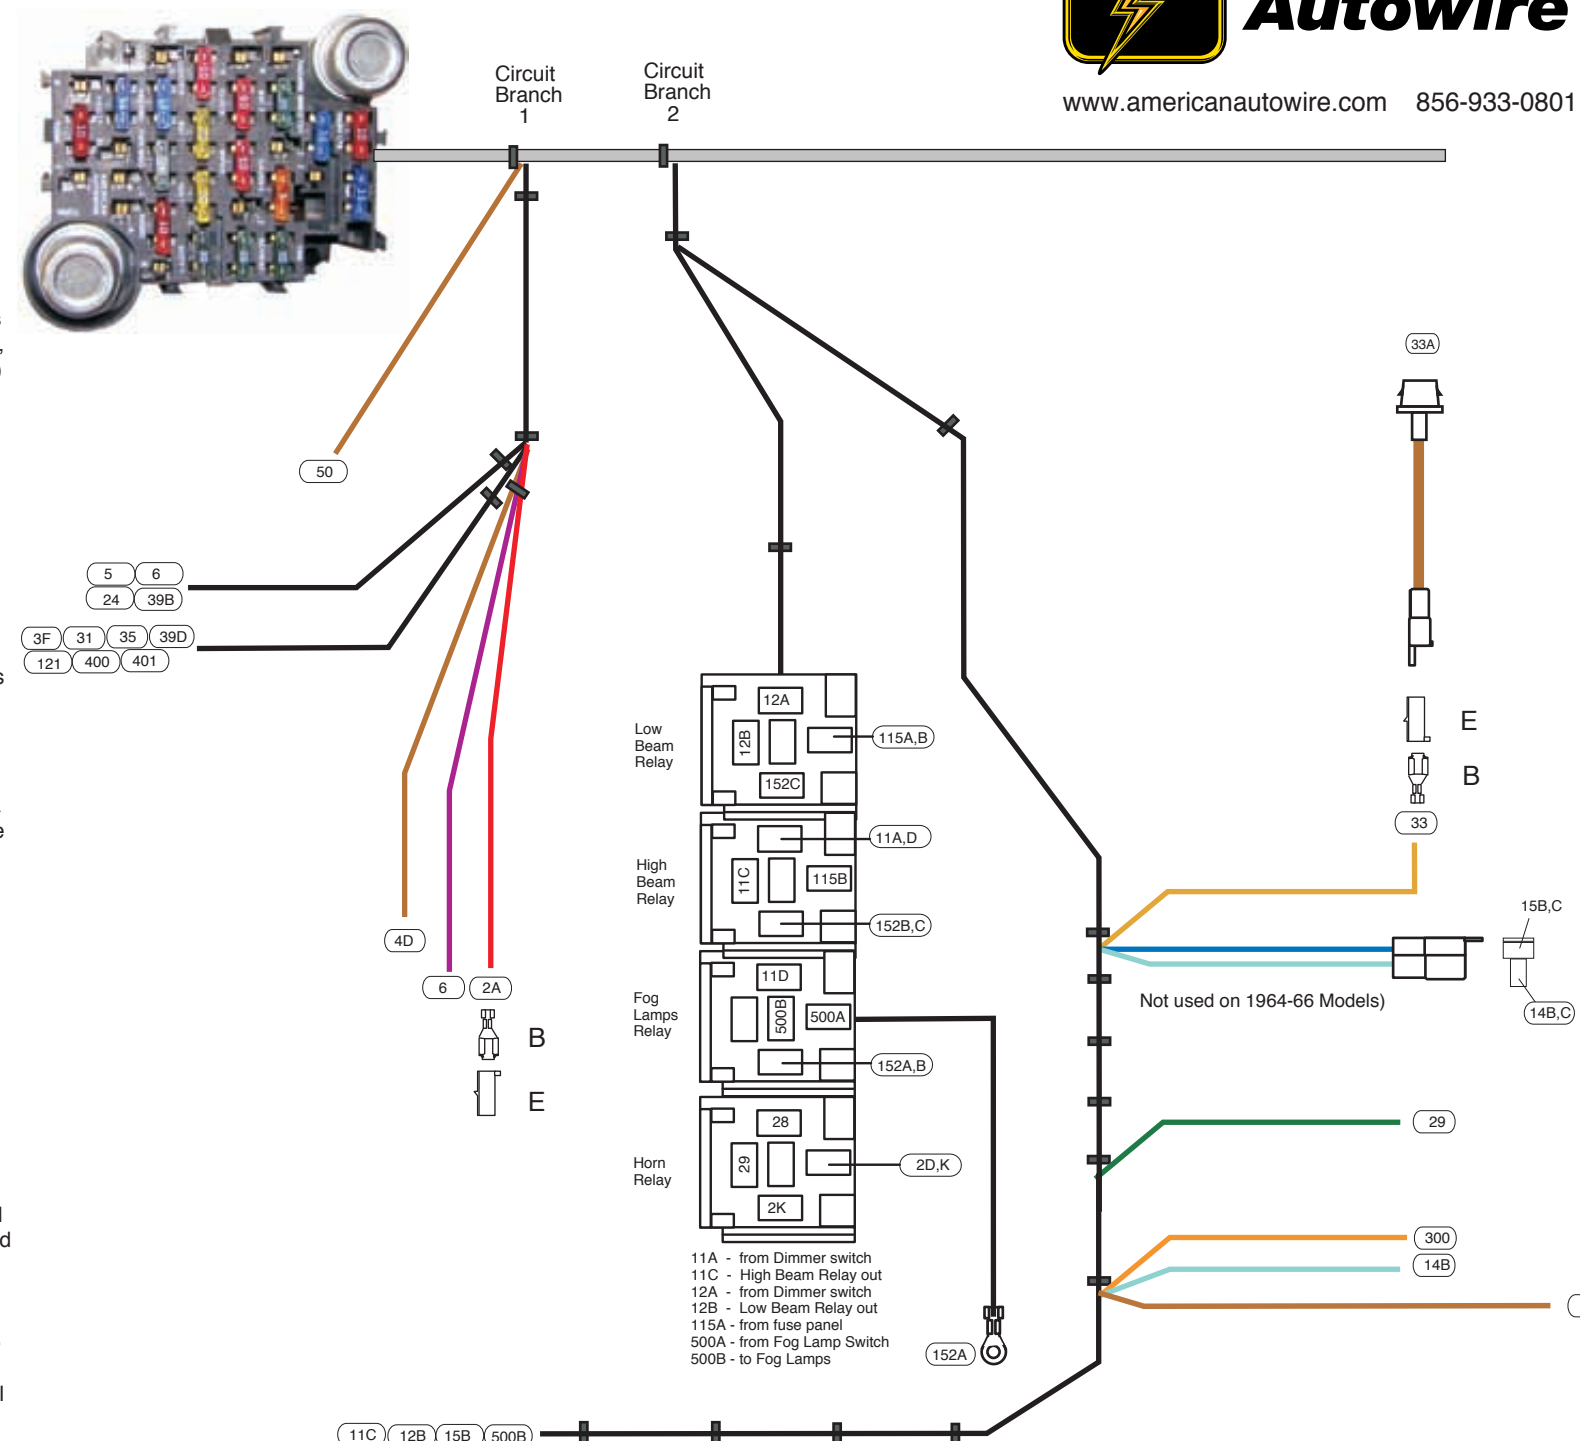 Autowire
www.americanautowire.com 856-933-0801
Circuit
Branch
1
Circuit
Branch
2
33A
50
5 6
24 39B
3F 31 35 39D
121 400 401
s
,
)
s
e
l
d
l
4D
6 2A
B
E
Low
Beam
Relay
12A
12B
115A,B
152C
High
Beam
Relay
11A,D
11C
115B
152B,C
Fog
Lamps
Relay
11D
500B
500A
152A,B
Horn
Relay
28
29
2D,K
2K
11A - from Dimmer switch
11C - High Beam Relay out
12A - from Dimmer switch
12B - Low Beam Relay out
115A - from fuse panel
500A - from Fog Lamp Switch
500B - to Fog Lamps
152A
E
B
33
15B,C
14B,C
Not used on 1964-66 Models)
29
300
14B
11C 12B 15B 500B